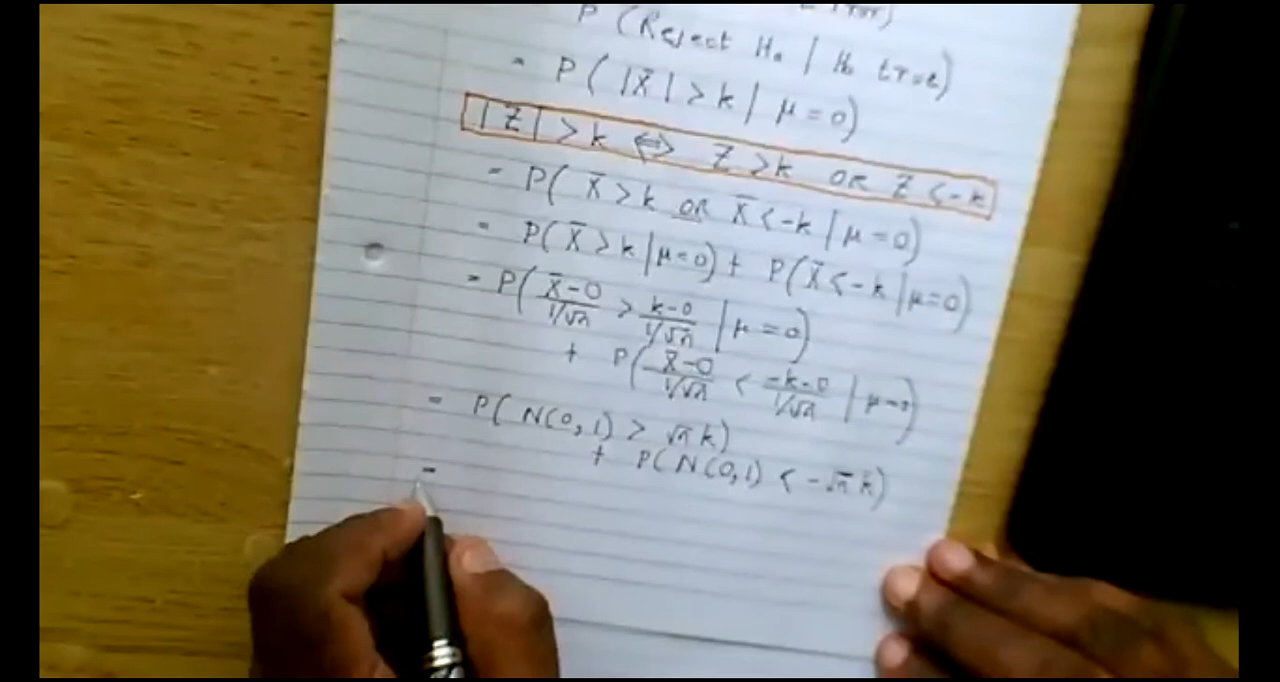 P (Reject H₀ | H₀ true)
= P ( |X̄| > k | μ = 0)
|Z| > k ⇔ Z > k OR Z < -k
= P( X̄ > k OR X̄ < -k | μ = 0)
= P( X̄ > k | μ = 0) + P( X̄ < -k | μ = 0)
= P( X̄-0 / 1/√n > k-0 / 1/√n | μ = 0)
+ P( X̄-0 / 1/√n < -k-0 / 1/√n | μ = 0)
= P( N(0,1) > √n k)
+ P( N(0,1) < -√n k)
=